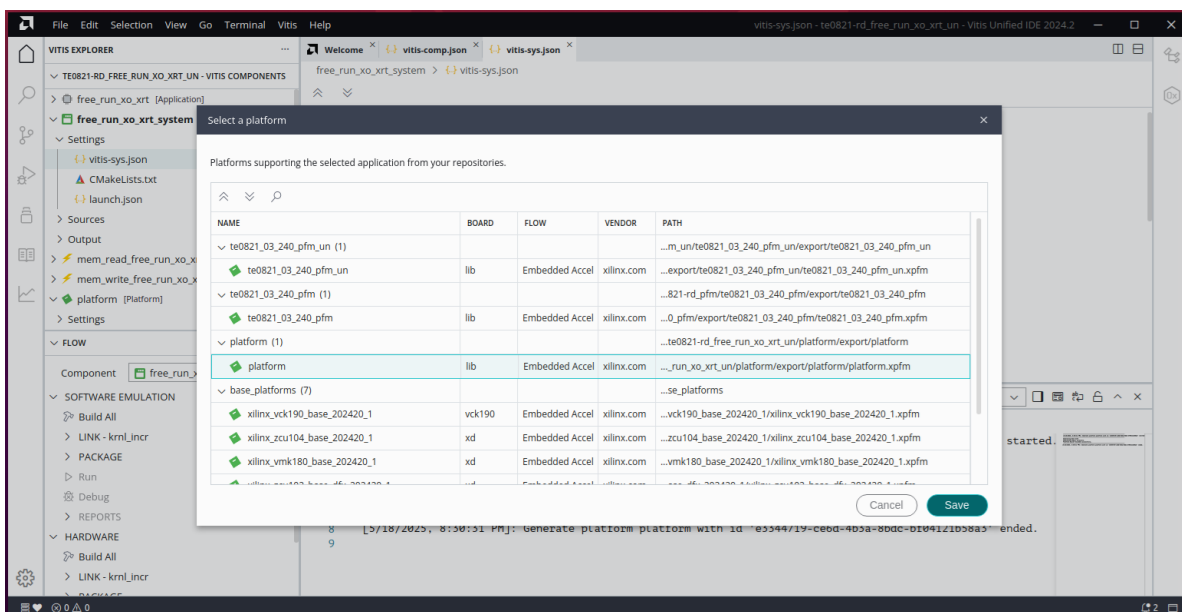 File Edit Selection View Go Terminal Vitis Help
vitis-sys.json - te0821-rd_free_run_xo_xrt_un - Vitis Unified IDE 2024.2
VITIS EXPLORER ...
Welcome × {..} vitis-comp.json × {..} vitis-sys.json ×
TE0821-RD_FREE_RUN_XO_XRT_UN - VITIS COMPONENTS
free_run_xo_xrt_system > {..} vitis-sys.json
free_run_xo_xrt [Application]
free_run_xo_xrt_system
Settings
{..} vitis-sys.json
CMakeLists.txt
{..} launch.json
Sources
Output
mem_read_free_run_xo_x
mem_write_free_run_xo_x
platform [Platform]
Settings
FLOW
Component free_run_x
SOFTWARE EMULATION
Build All
LINK - krnl_incr
PACKAGE
Run
Debug
REPORTS
HARDWARE
Build All
LINK - krnl_incr
PACKAGE
Select a platform ×
Platforms supporting the selected application from your repositories.
NAME BOARD FLOW VENDOR PATH
te0821_03_240_pfm_un (1) ...m_un/te0821_03_240_pfm_un/export/te0821_03_240_pfm_un
te0821_03_240_pfm_un lib Embedded Accel xilinx.com ...export/te0821_03_240_pfm_un/te0821_03_240_pfm_un.xpfm
te0821_03_240_pfm (1) ...821-rd_pfm/te0821_03_240_pfm/export/te0821_03_240_pfm
te0821_03_240_pfm lib Embedded Accel xilinx.com ...0_pfm/export/te0821_03_240_pfm/te0821_03_240_pfm.xpfm
platform (1) ...te0821-rd_free_run_xo_xrt_un/platform/export/platform
platform lib Embedded Accel xilinx.com ..._run_xo_xrt_un/platform/export/platform/platform.xpfm
base_platforms (7) ...se_platforms
xilinx_vck190_base_202420_1 vck190 Embedded Accel xilinx.com ...vck190_base_202420_1/xilinx_vck190_base_202420_1.xpfm
xilinx_zcu104_base_202420_1 xd Embedded Accel xilinx.com ...zcu104_base_202420_1/xilinx_zcu104_base_202420_1.xpfm
xilinx_vmk180_base_202420_1 xd Embedded Accel xilinx.com ...vmk180_base_202420_1/xilinx_vmk180_base_202420_1.xpfm
Cancel Save
started.
8 [5/18/2025, 8:30:31 PM]: Generate platform platform with id 'e3344719-ce6d-4b3a-8bdc-bf04121b58a3' ended.
9
0 0
2